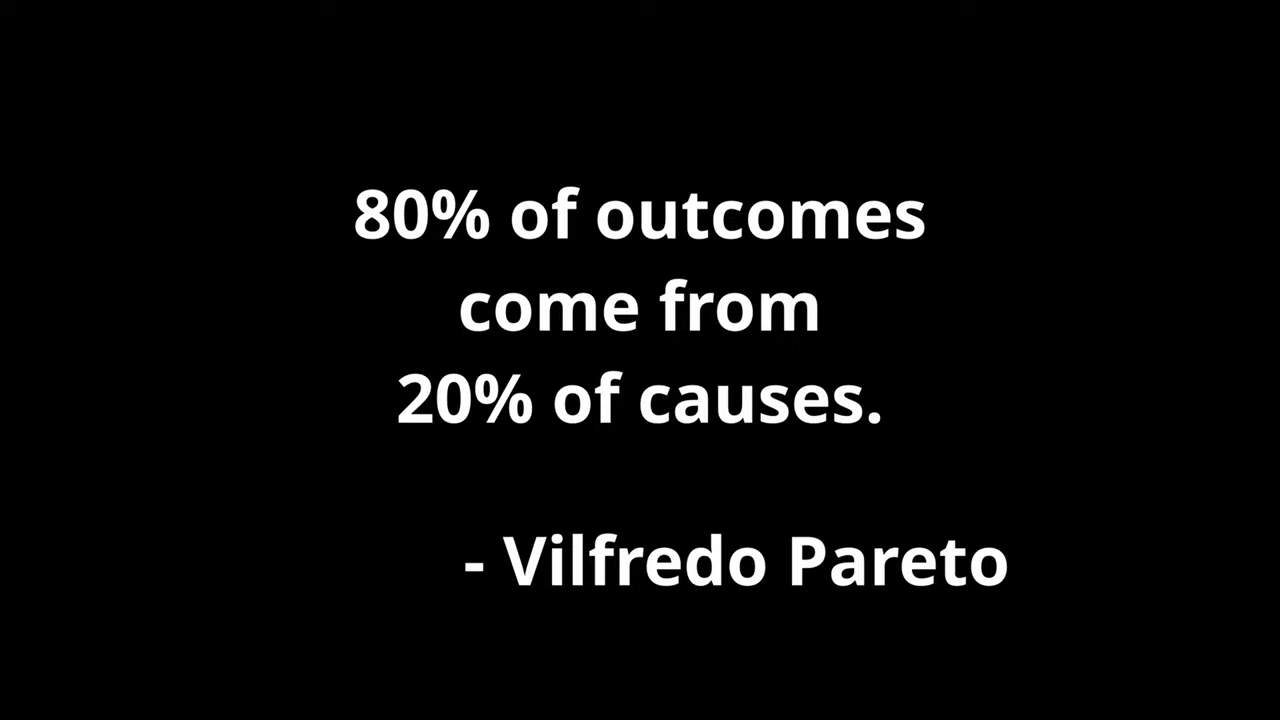 80% of outcomes
come from
20% of causes.
- Vilfredo Pareto